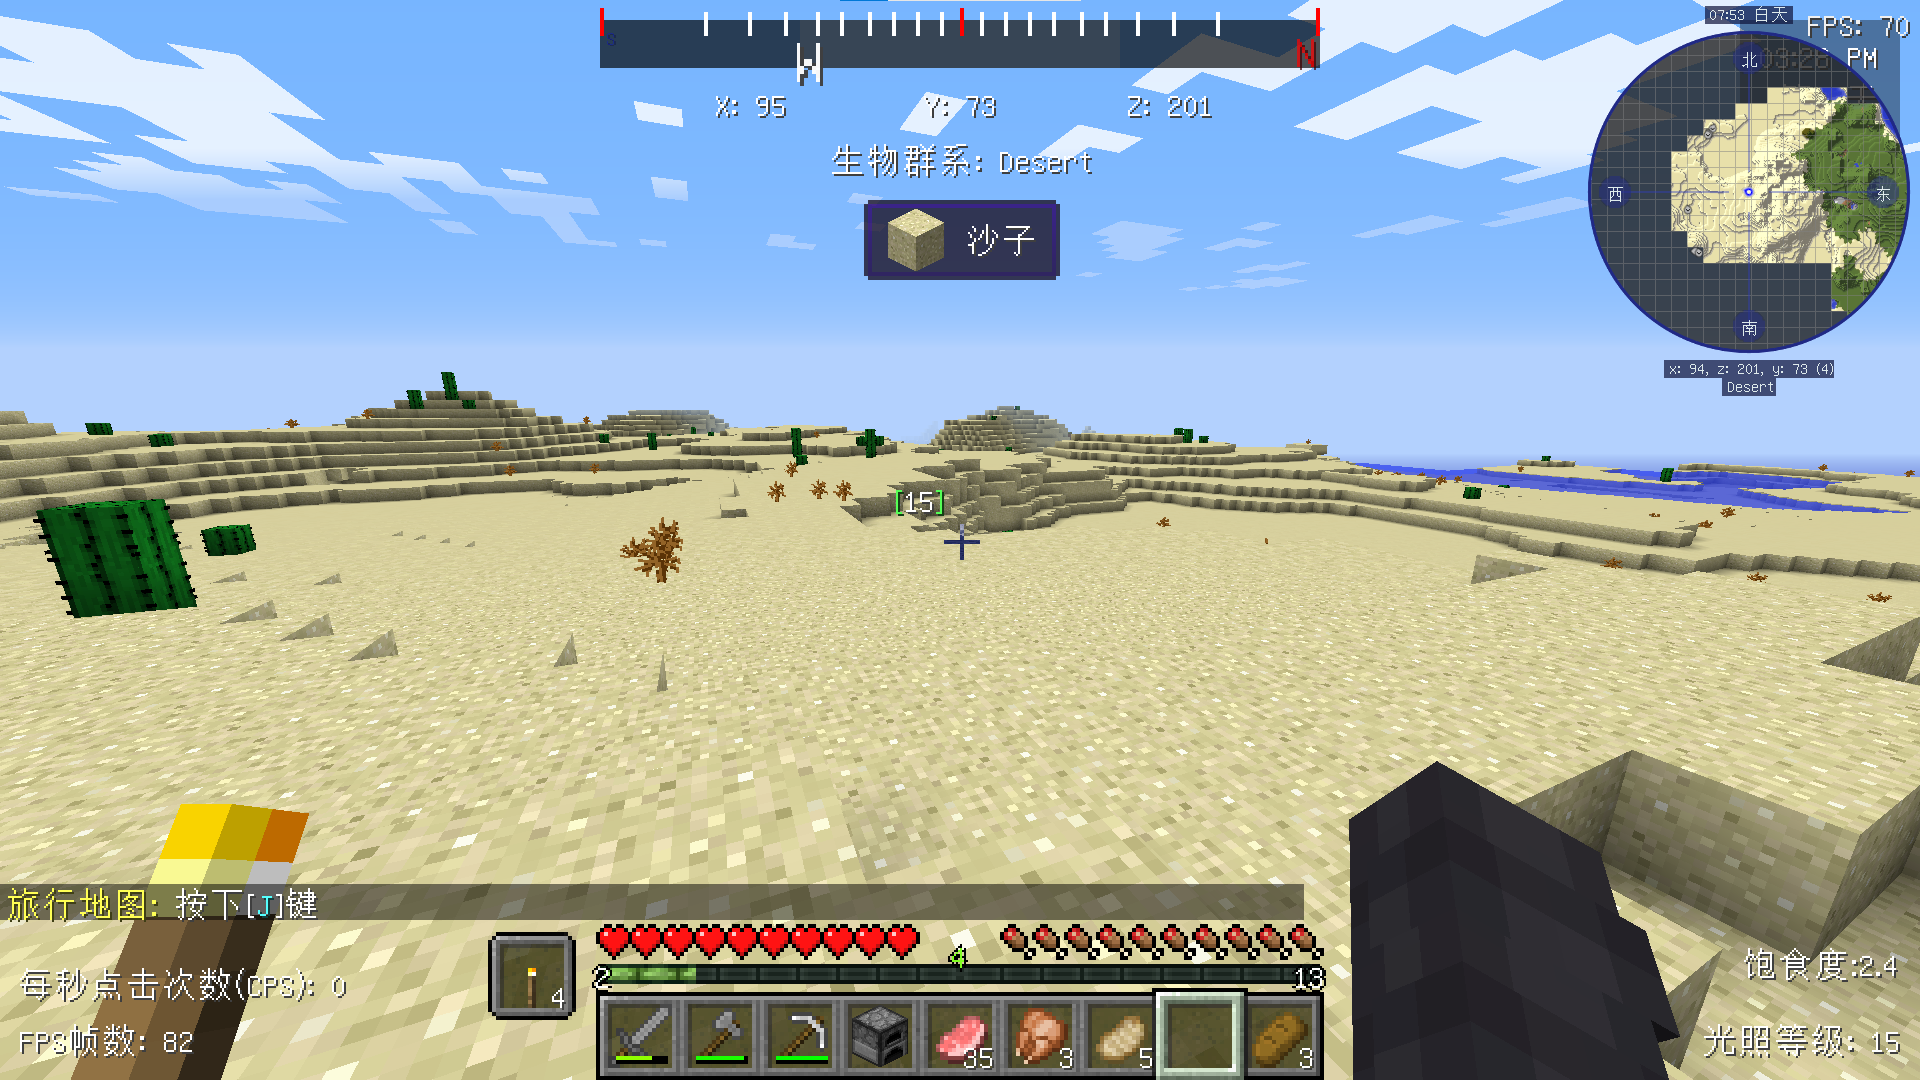 07:53 白天
FPS: 70
S
W
N
北
03:26 PM
X: 95
Y: 73
Z: 201
生物群系: Desert
西
东
沙子
南
x: 94, z: 201, y: 73 (4)
Desert
[15]
旅行地图: 按下[J]键
每秒点击次数(CPS): 0
4
4
2
13
饱食度:2.4
FPS帧数: 82
35
3
5
3
光照等级: 15